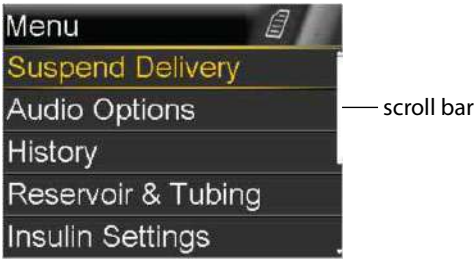 Menu
Suspend Delivery
Audio Options
scroll bar
History
Reservoir & Tubing
Insulin Settings